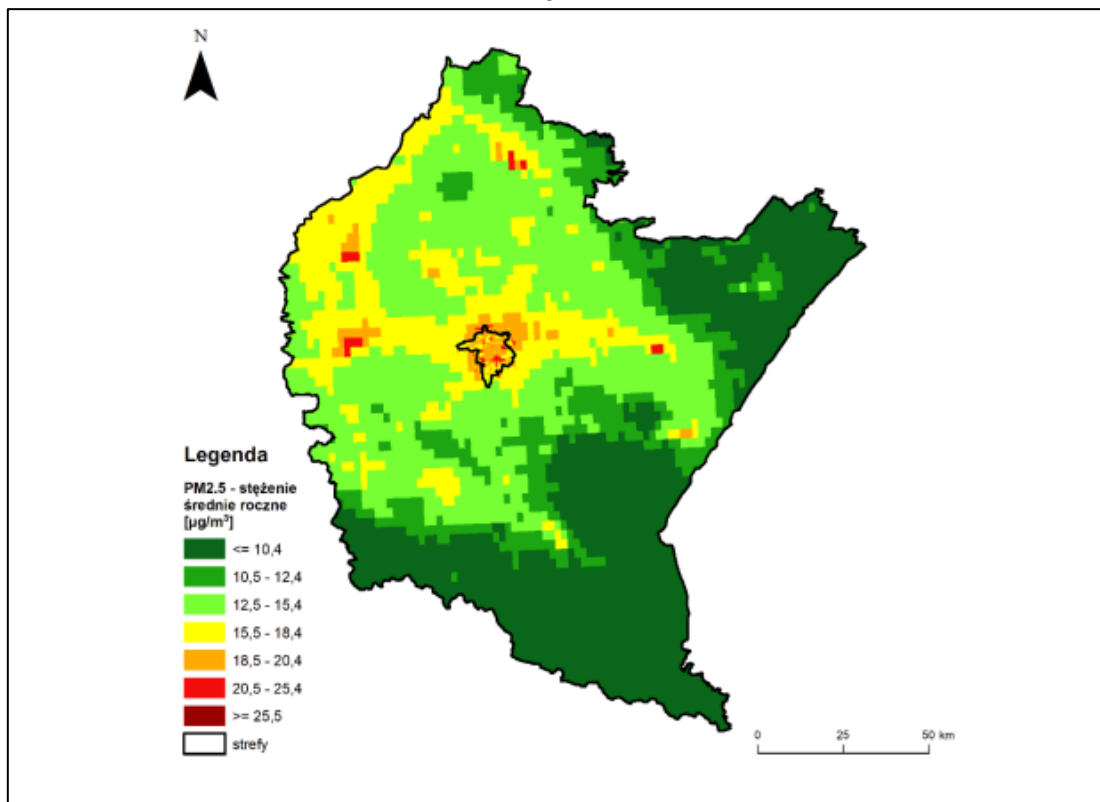 N
Legenda
PM2.5 - stężenie
średnie roczne
[µg/m³]
<= 10,4
10,5 - 12,4
12,5 - 15,4
15,5 - 18,4
18,5 - 20,4
20,5 - 25,4
>= 25,5
strefy
0 25 50 km